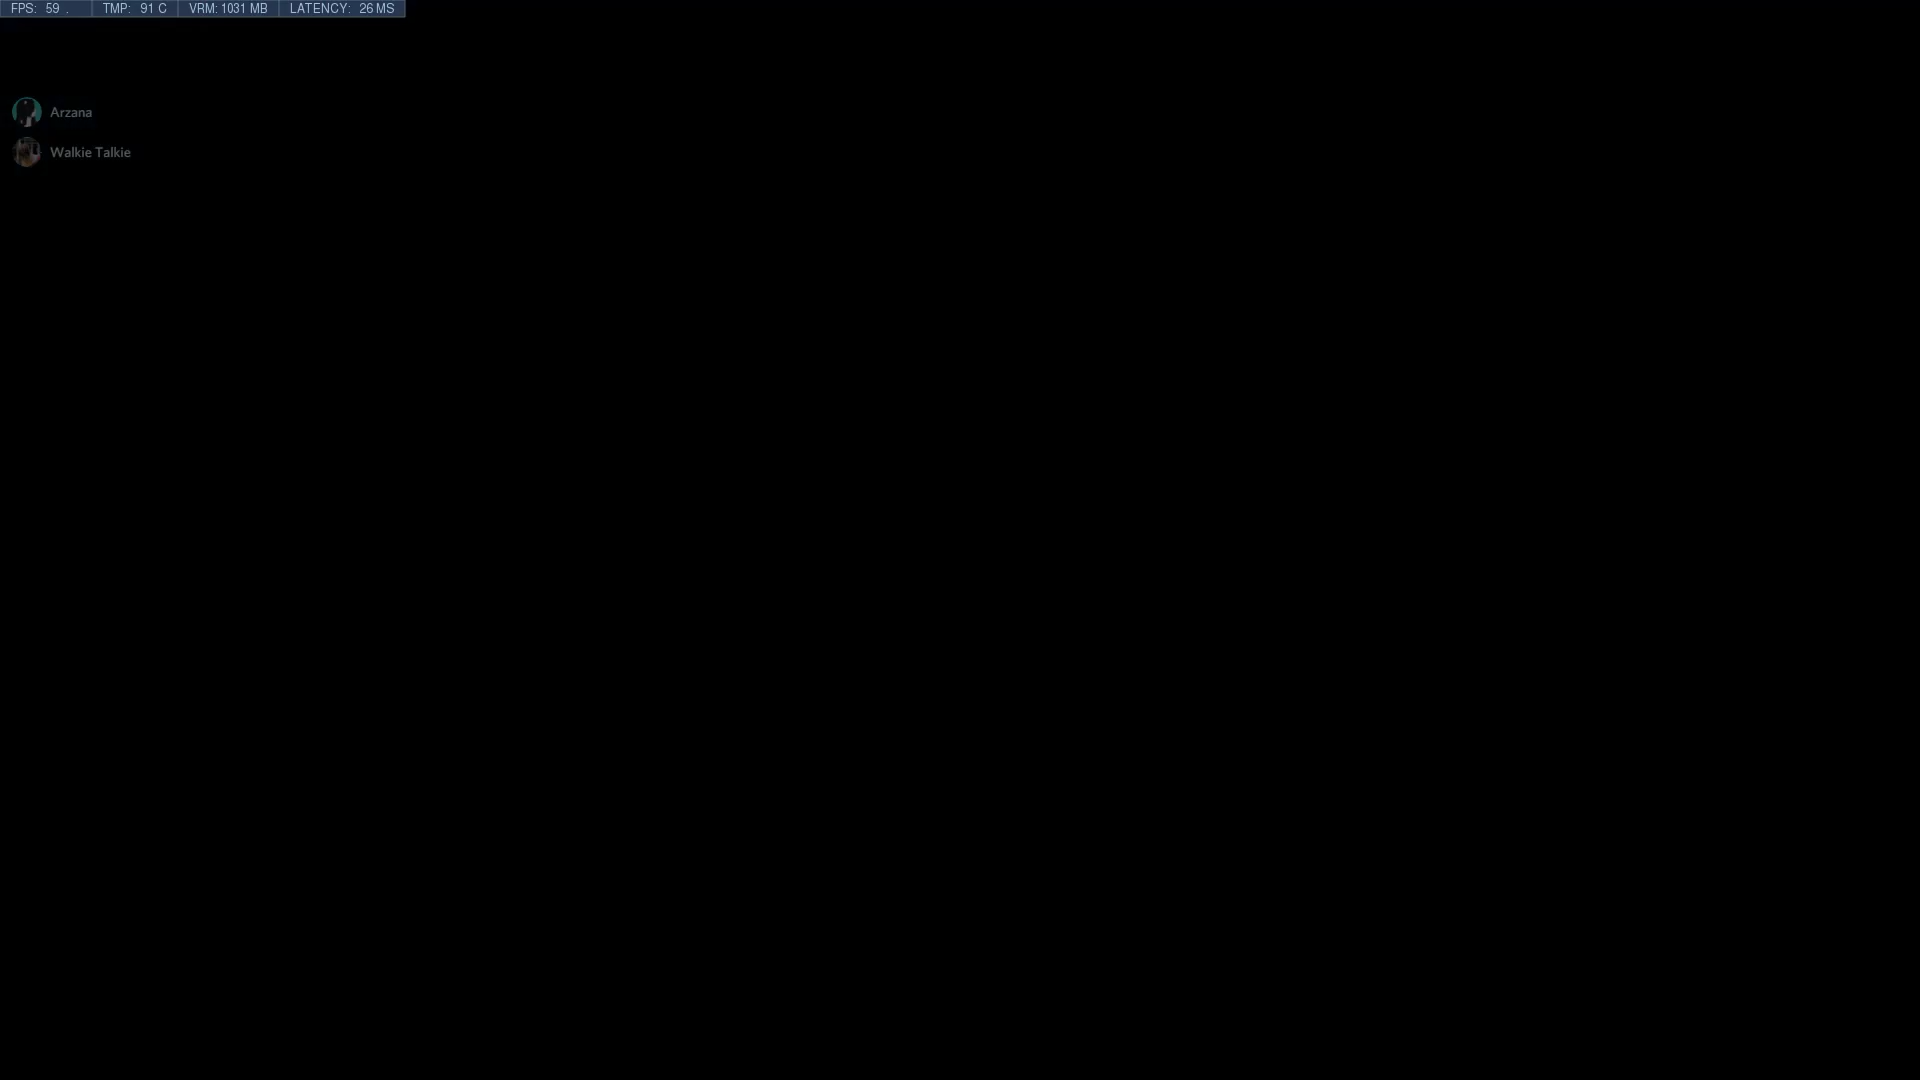 FPS: 59 . TMP: 91 C VRM: 1031 MB LATENCY: 26 MS
Arzana
Walkie Talkie